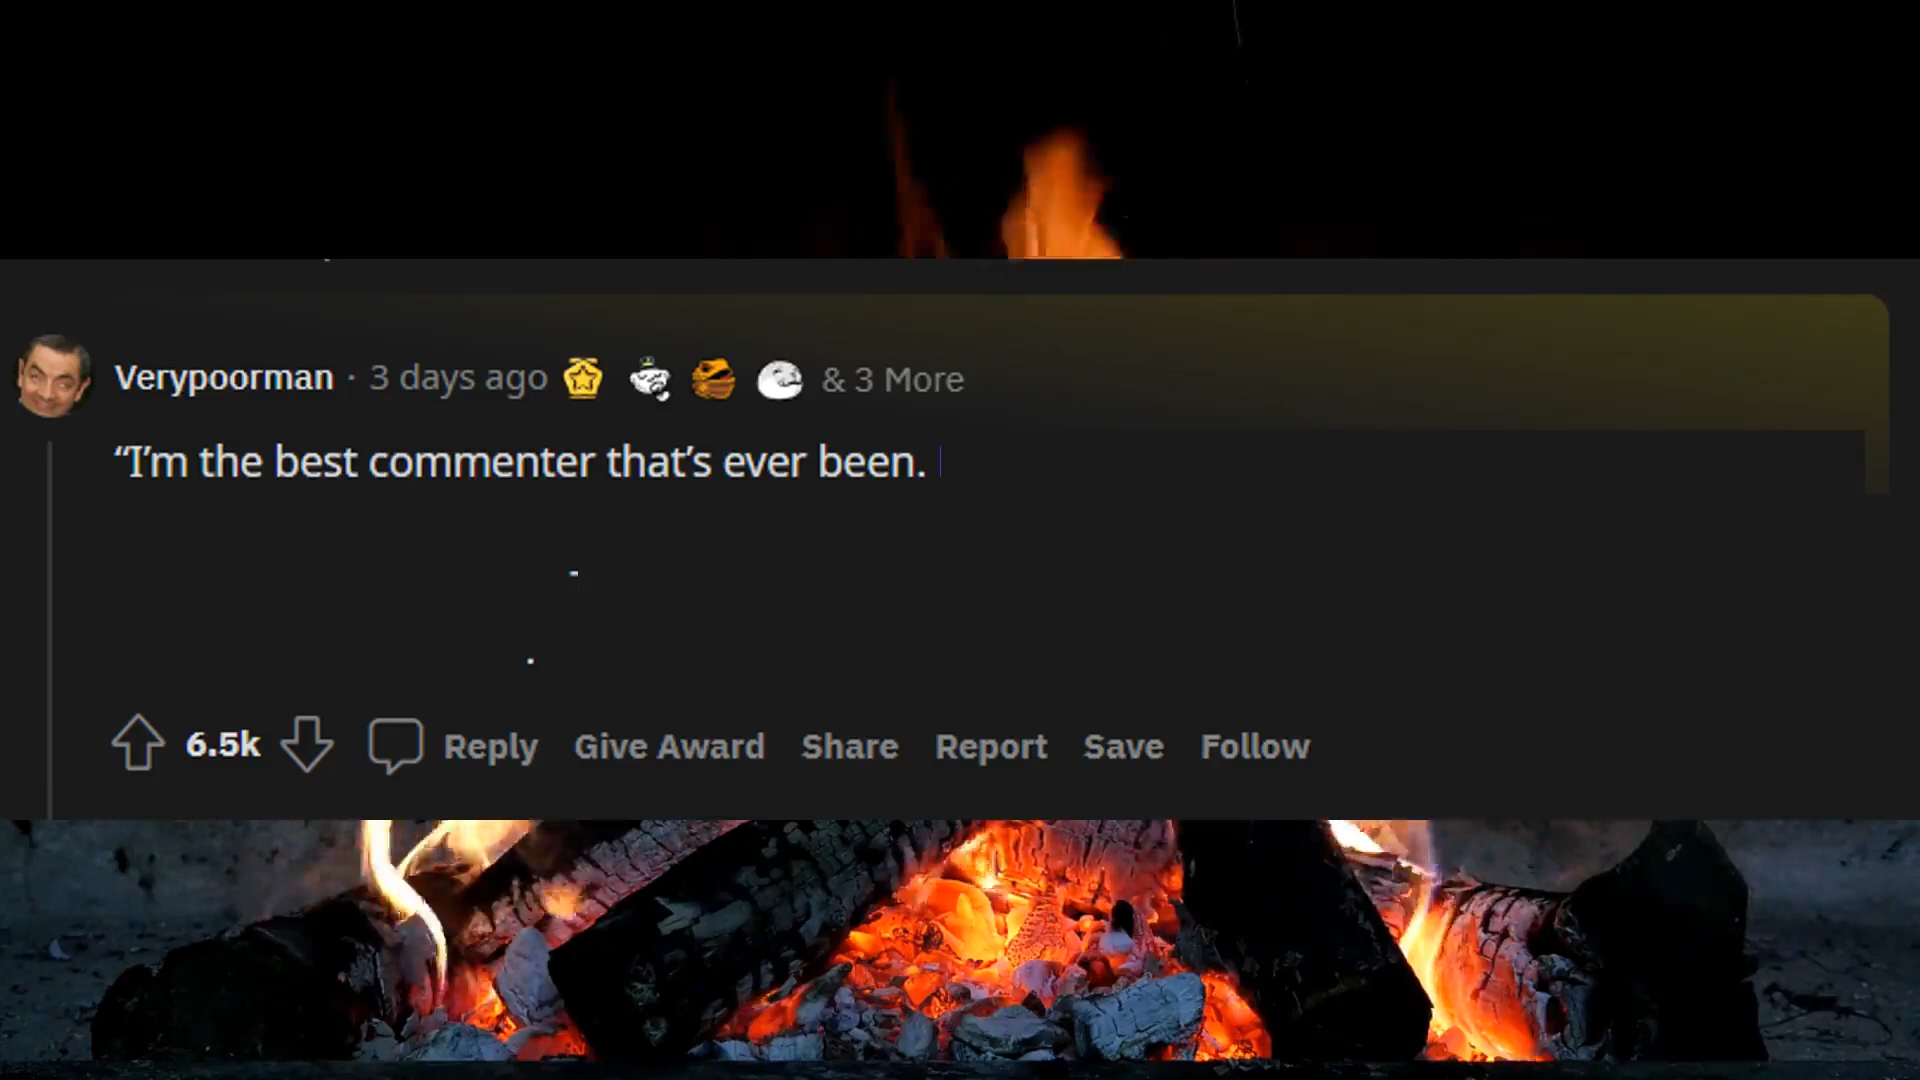 Verypoorman · 3 days ago & 3 More
“I’m the best commenter that’s ever been.
6.5k Reply Give Award Share Report Save Follow